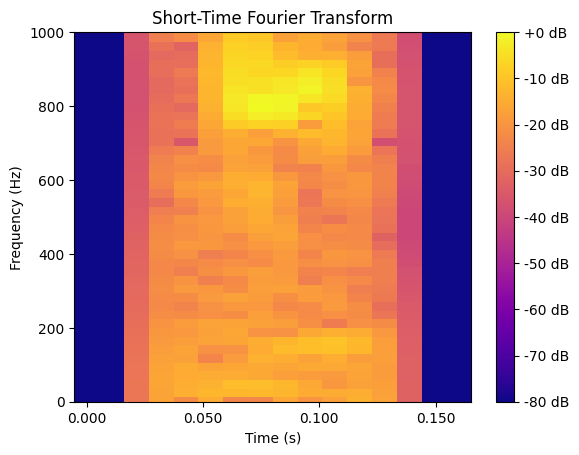 Short-Time Fourier Transform
1000
800
600
400
200
0
Frequency (Hz)
0.000
0.050
0.100
0.150
Time (s)
+0 dB
-10 dB
-20 dB
-30 dB
-40 dB
-50 dB
-60 dB
-70 dB
-80 dB